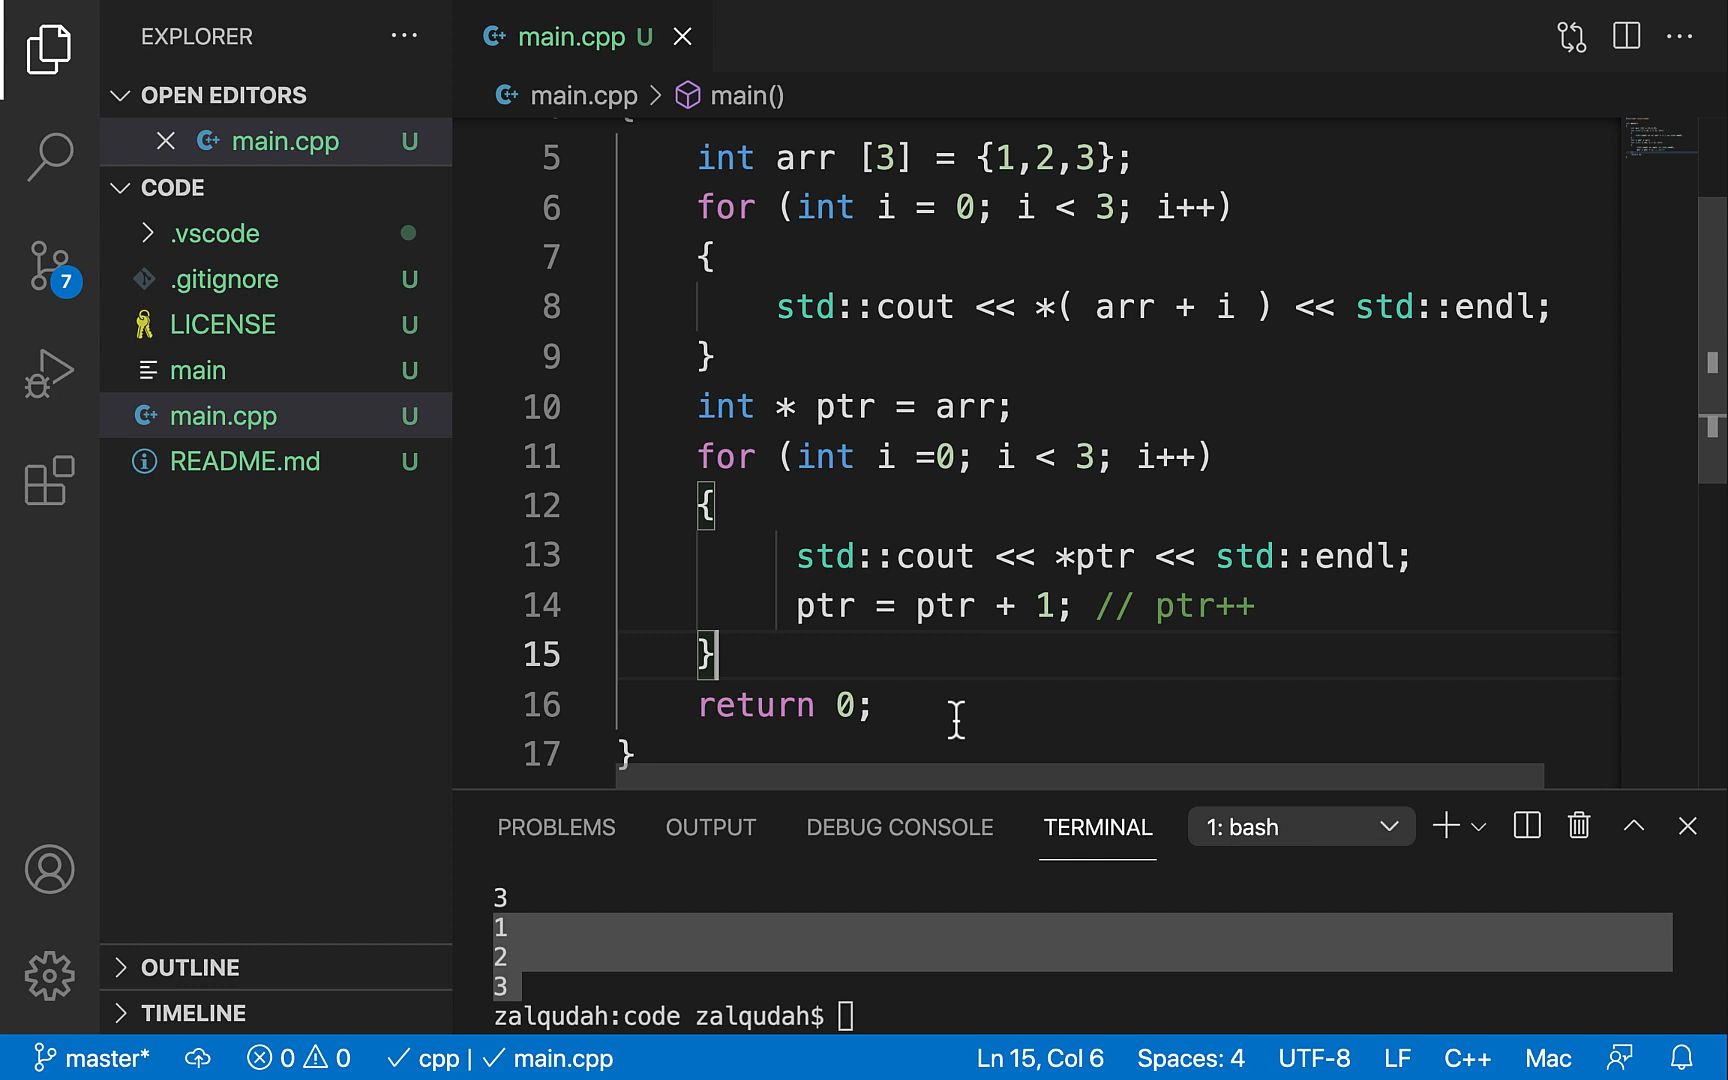 EXPLORER
OPEN EDITORS
main.cpp U
CODE
.vscode
.gitignore U
LICENSE U
main U
main.cpp U
README.md U
OUTLINE
TIMELINE
7
main.cpp U
main.cpp > main()
5 int arr [3] = {1,2,3};
6 for (int i = 0; i < 3; i++)
7 {
8 std::cout << *( arr + i ) << std::endl;
9 }
10 int * ptr = arr;
11 for (int i =0; i < 3; i++)
12 {
13 std::cout << *ptr << std::endl;
14 ptr = ptr + 1; // ptr++
15 }
16 return 0;
17 }
PROBLEMS OUTPUT DEBUG CONSOLE TERMINAL 1: bash
3
1
2
3
zalqudah:code zalqudah$
master* 0 0 cpp | main.cpp Ln 15, Col 6 Spaces: 4 UTF-8 LF C++ Mac